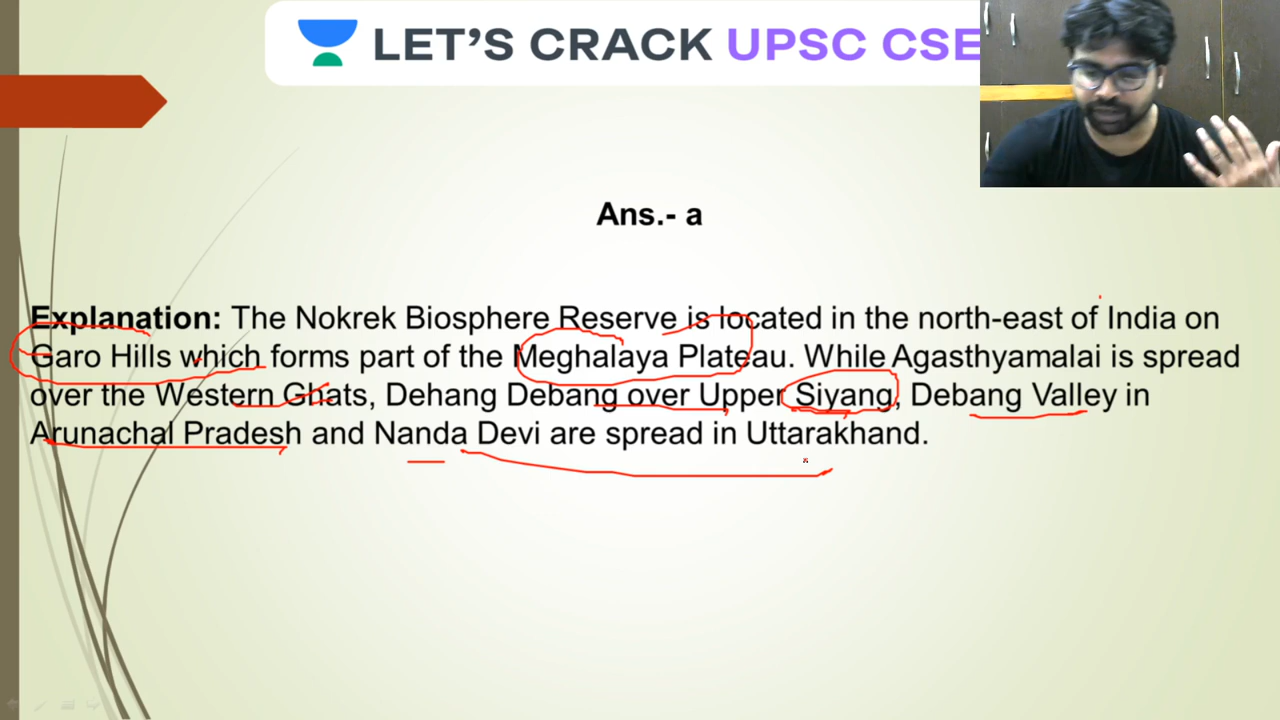 LET'S CRACK UPSC CSE
Ans.- a
Explanation: The Nokrek Biosphere Reserve is located in the north-east of India on
Garo Hills which forms part of the Meghalaya Plateau. While Agasthyamalai is spread
over the Western Ghats, Dehang Debang over Upper Siyang, Debang Valley in
Arunachal Pradesh and Nanda Devi are spread in Uttarakhand.